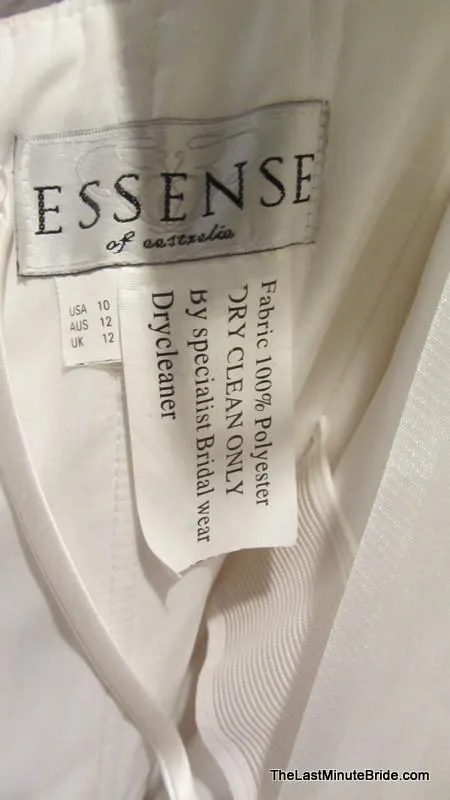 ESSENSE
of australia
USA 10
AUS 12
UK 12
Fabric 100% Polyester
DRY CLEAN ONLY
By specialist Bridal wear
Drycleaner
TheLastMinuteBride.com